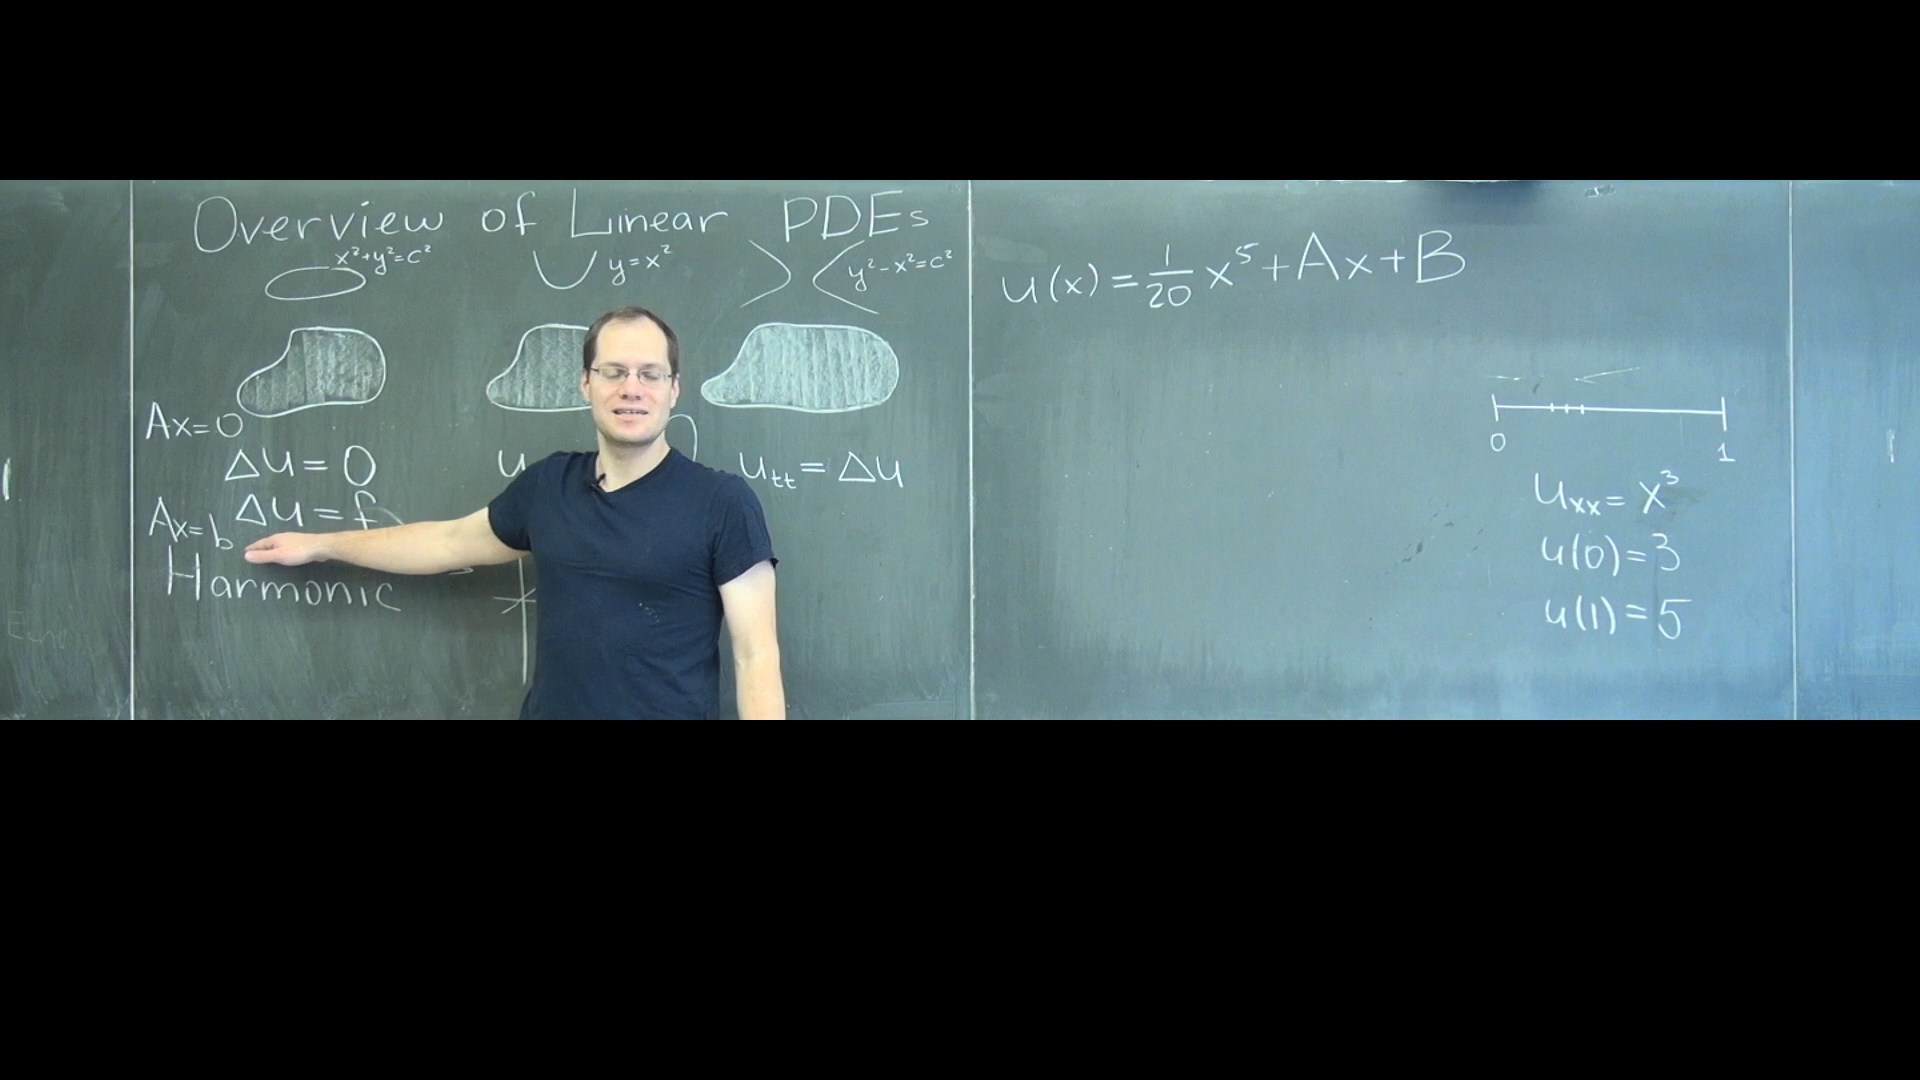 Overview of Linear PDEs
x²+y²=c²
y=x²
y²-x²=c²
Ax=0
Δu=0
u
u_tt=Δu
Ax=b
Δu=f
Harmonic
u(x)=1/20 x⁵+Ax+B
0
1
u_xx=x³
u(0)=3
u(1)=5